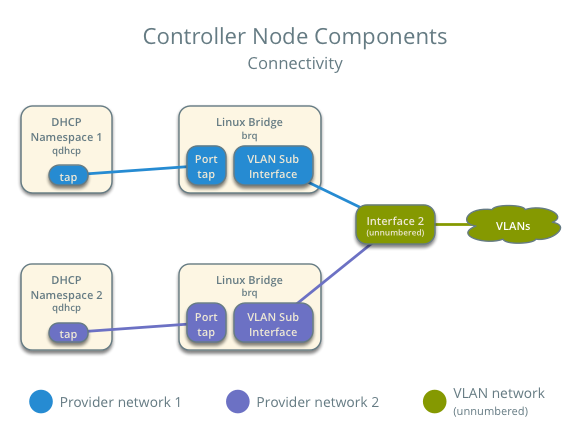 Controller Node Components
Connectivity
DHCP
Namespace 1
qdhcp
tap
Linux Bridge
brq
Port
tap
VLAN Sub
Interface
Interface 2
(unnumbered)
VLANs
DHCP
Namespace 2
qdhcp
tap
Linux Bridge
brq
Port
tap
VLAN Sub
Interface
Provider network 1
Provider network 2
VLAN network
(unnumbered)